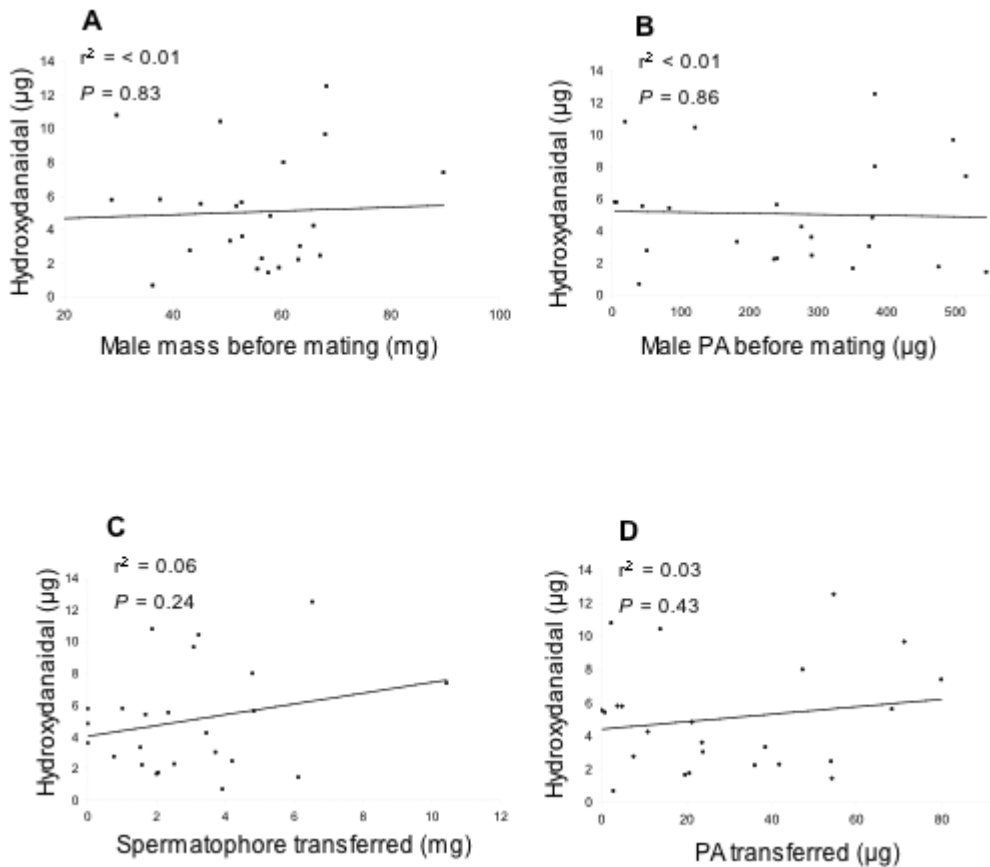 A
r² = < 0.01
P = 0.83
Hydroxydanaidal (µg)
14
12
10
8
6
4
2
0
20 40 60 80 100
Male mass before mating (mg)
B
r² < 0.01
P = 0.86
Hydroxydanaidal (µg)
14
12
10
8
6
4
2
0
0 100 200 300 400 500
Male PA before mating (µg)
C
r² = 0.06
P = 0.24
Hydroxydanaidal (µg)
14
12
10
8
6
4
2
0
0 2 4 6 8 10 12
Spermatophore transferred (mg)
D
r² = 0.03
P = 0.43
Hydroxydanaidal (µg)
14
12
10
8
6
4
2
0
0 20 40 60 80
PA transferred (µg)